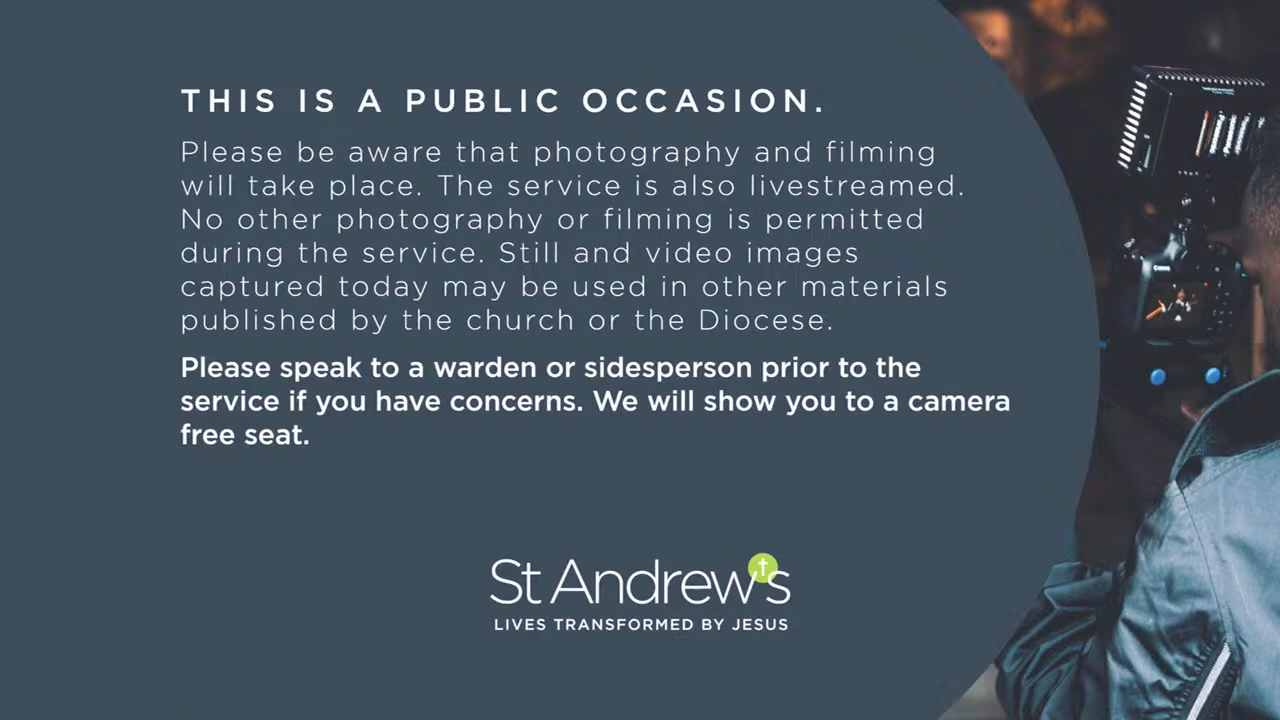 THIS IS A PUBLIC OCCASION.
Please be aware that photography and filming
will take place. The service is also livestreamed.
No other photography or filming is permitted
during the service. Still and video images
captured today may be used in other materials
published by the church or the Diocese.
Please speak to a warden or sidesperson prior to the
service if you have concerns. We will show you to a camera
free seat.
St Andrew's
LIVES TRANSFORMED BY JESUS